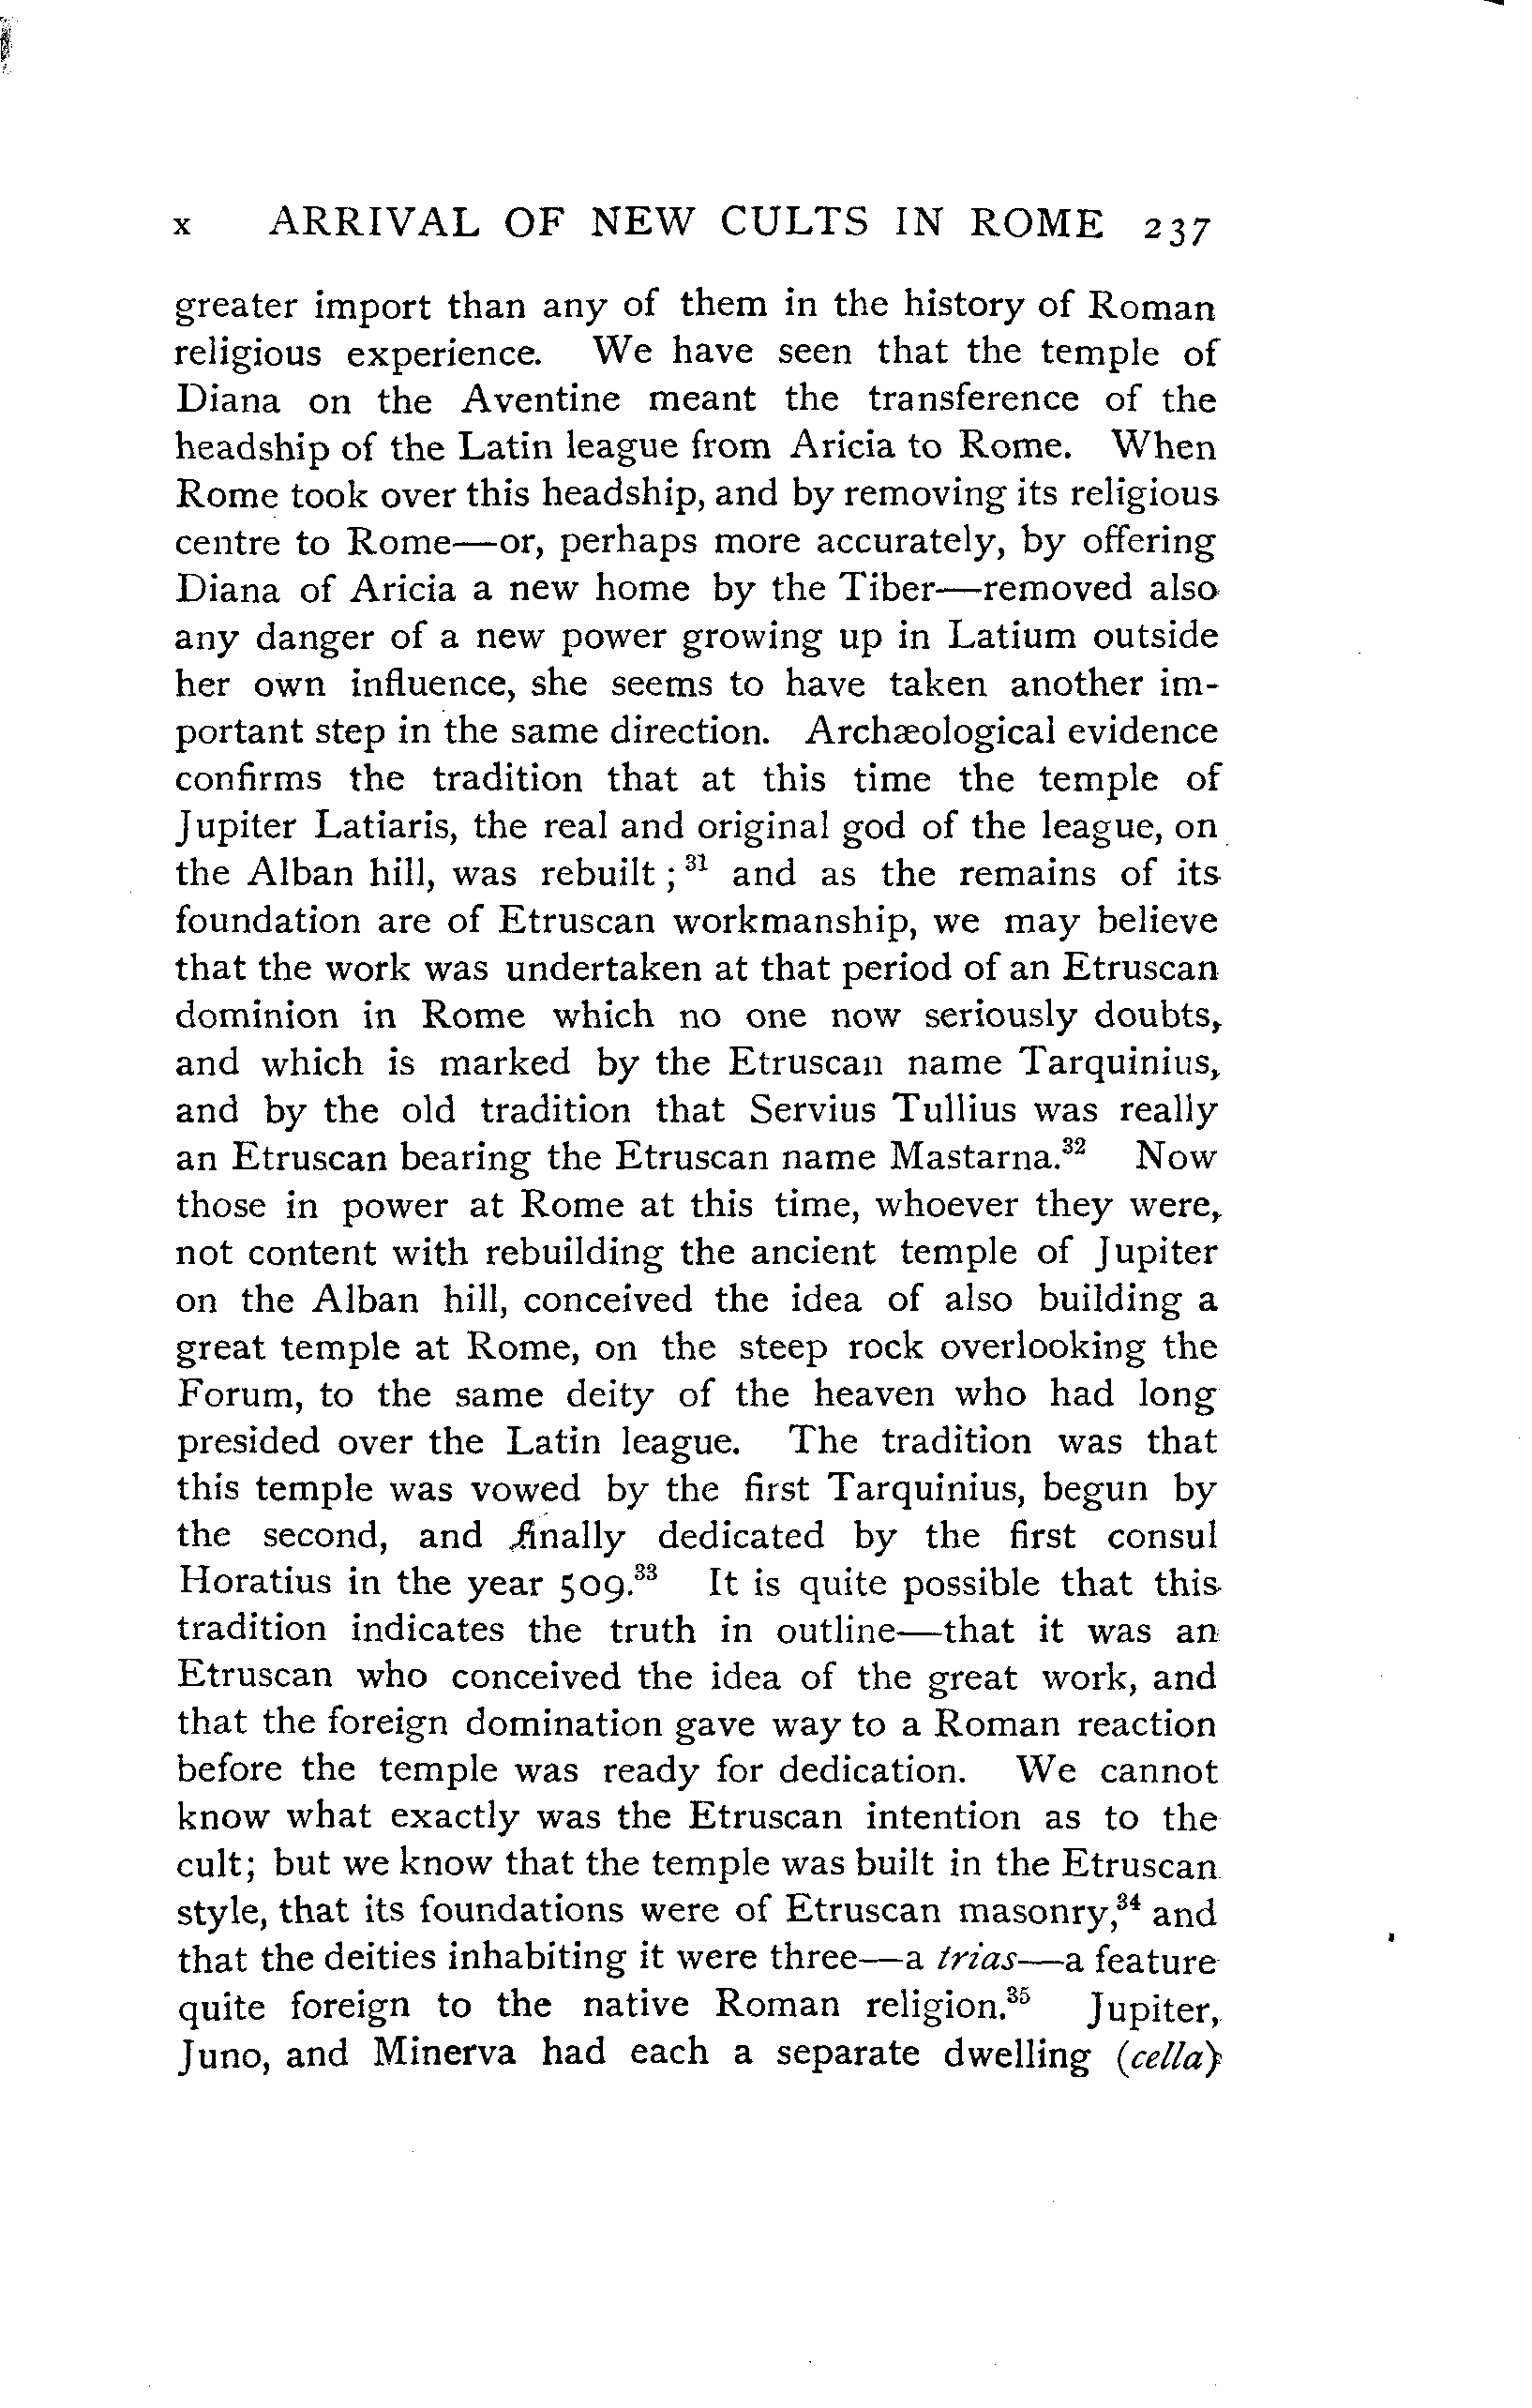 x ARRIVAL OF NEW CULTS IN ROME 237
greater import than any of them in the history of Roman
religious experience. We have seen that the temple of
Diana on the Aventine meant the transference of the
headship of the Latin league from Aricia to Rome. When
Rome took over this headship, and by removing its religious
centre to Rome—or, perhaps more accurately, by offering
Diana of Aricia a new home by the Tiber—removed also
any danger of a new power growing up in Latium outside
her own influence, she seems to have taken another im-
portant step in the same direction. Archæological evidence
confirms the tradition that at this time the temple of
Jupiter Latiaris, the real and original god of the league, on
the Alban hill, was rebuilt ; 31 and as the remains of its
foundation are of Etruscan workmanship, we may believe
that the work was undertaken at that period of an Etruscan
dominion in Rome which no one now seriously doubts,
and which is marked by the Etruscan name Tarquinius,
and by the old tradition that Servius Tullius was really
an Etruscan bearing the Etruscan name Mastarna.32 Now
those in power at Rome at this time, whoever they were,
not content with rebuilding the ancient temple of Jupiter
on the Alban hill, conceived the idea of also building a
great temple at Rome, on the steep rock overlooking the
Forum, to the same deity of the heaven who had long
presided over the Latin league. The tradition was that
this temple was vowed by the first Tarquinius, begun by
the second, and finally dedicated by the first consul
Horatius in the year 509.33 It is quite possible that this
tradition indicates the truth in outline—that it was an
Etruscan who conceived the idea of the great work, and
that the foreign domination gave way to a Roman reaction
before the temple was ready for dedication. We cannot
know what exactly was the Etruscan intention as to the
cult; but we know that the temple was built in the Etruscan
style, that its foundations were of Etruscan masonry,34 and
that the deities inhabiting it were three—a trias—a feature
quite foreign to the native Roman religion.35 Jupiter,
Juno, and Minerva had each a separate dwelling (cella)